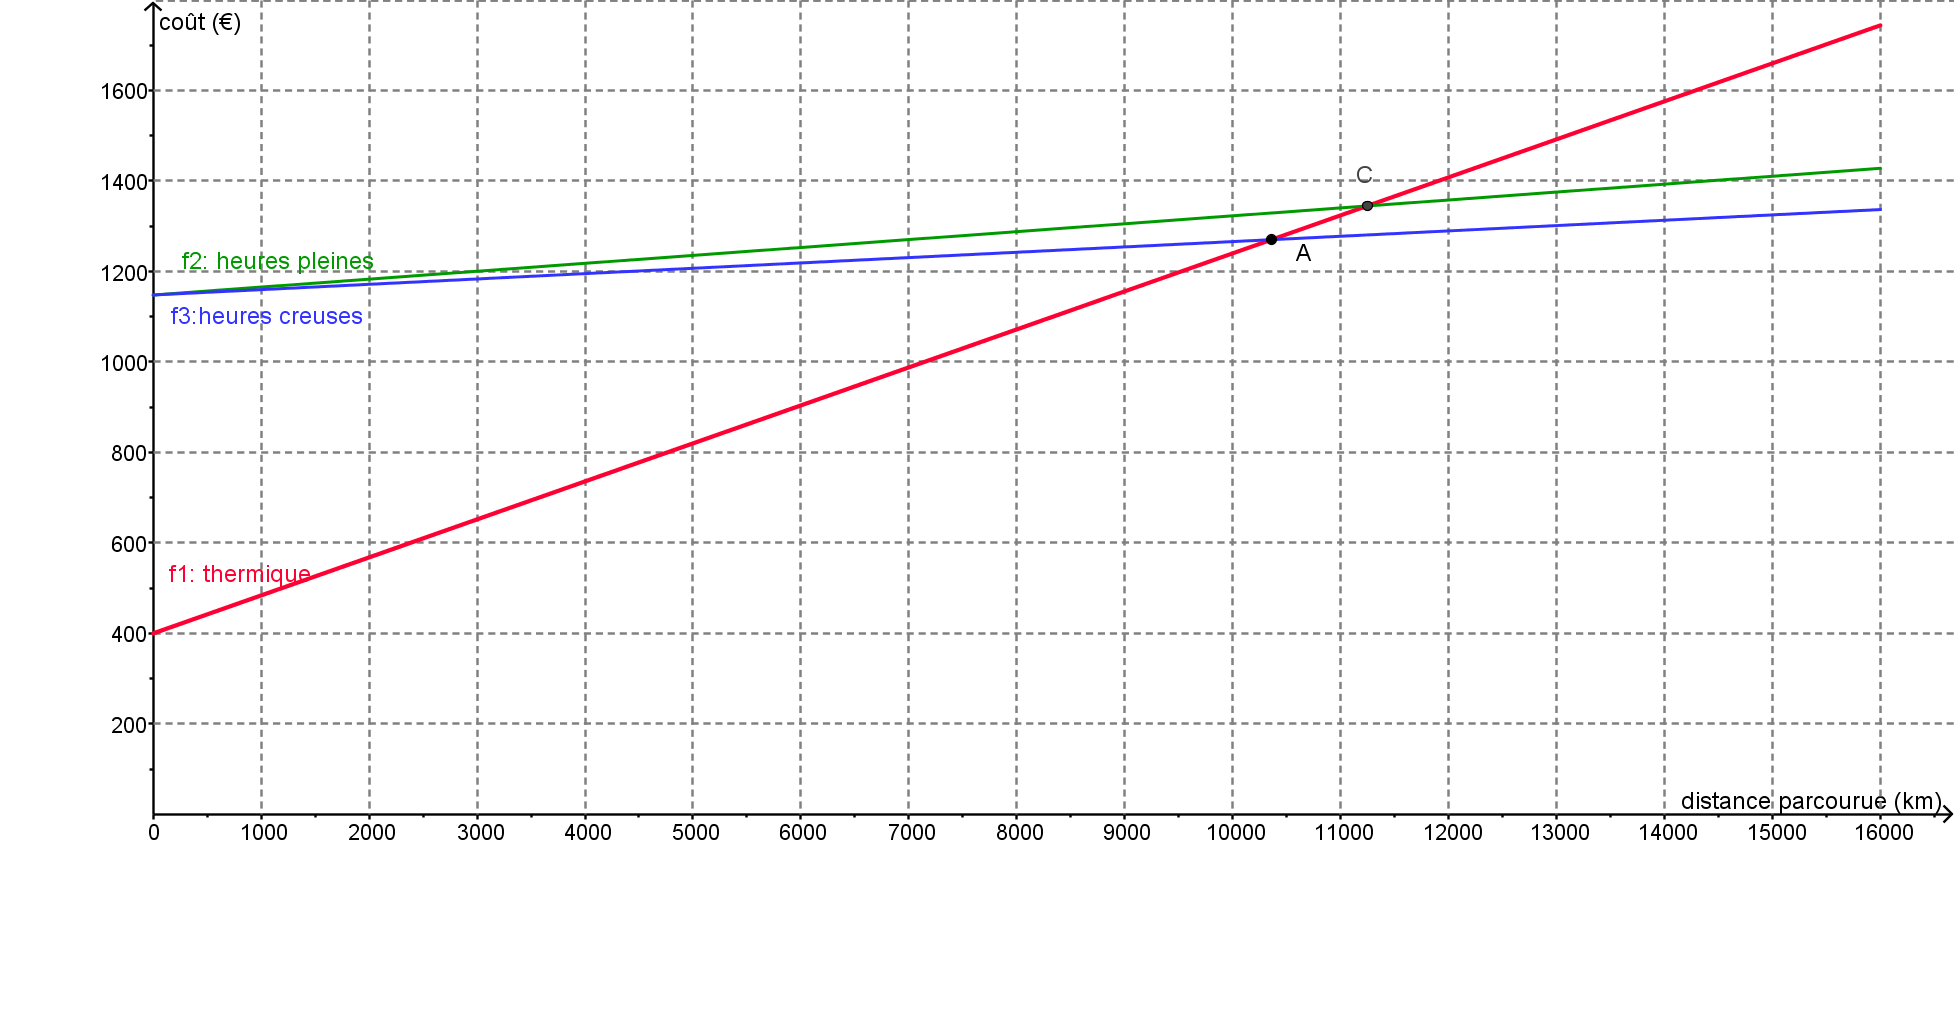 coût (€)
1600
1400
C
A
f2: heures pleines
1200
f3:heures creuses
1000
800
600
f1: thermique
400
200
distance parcourue (km)
0 1000 2000 3000 4000 5000 6000 7000 8000 9000 10000 11000 12000 13000 14000 15000 16000